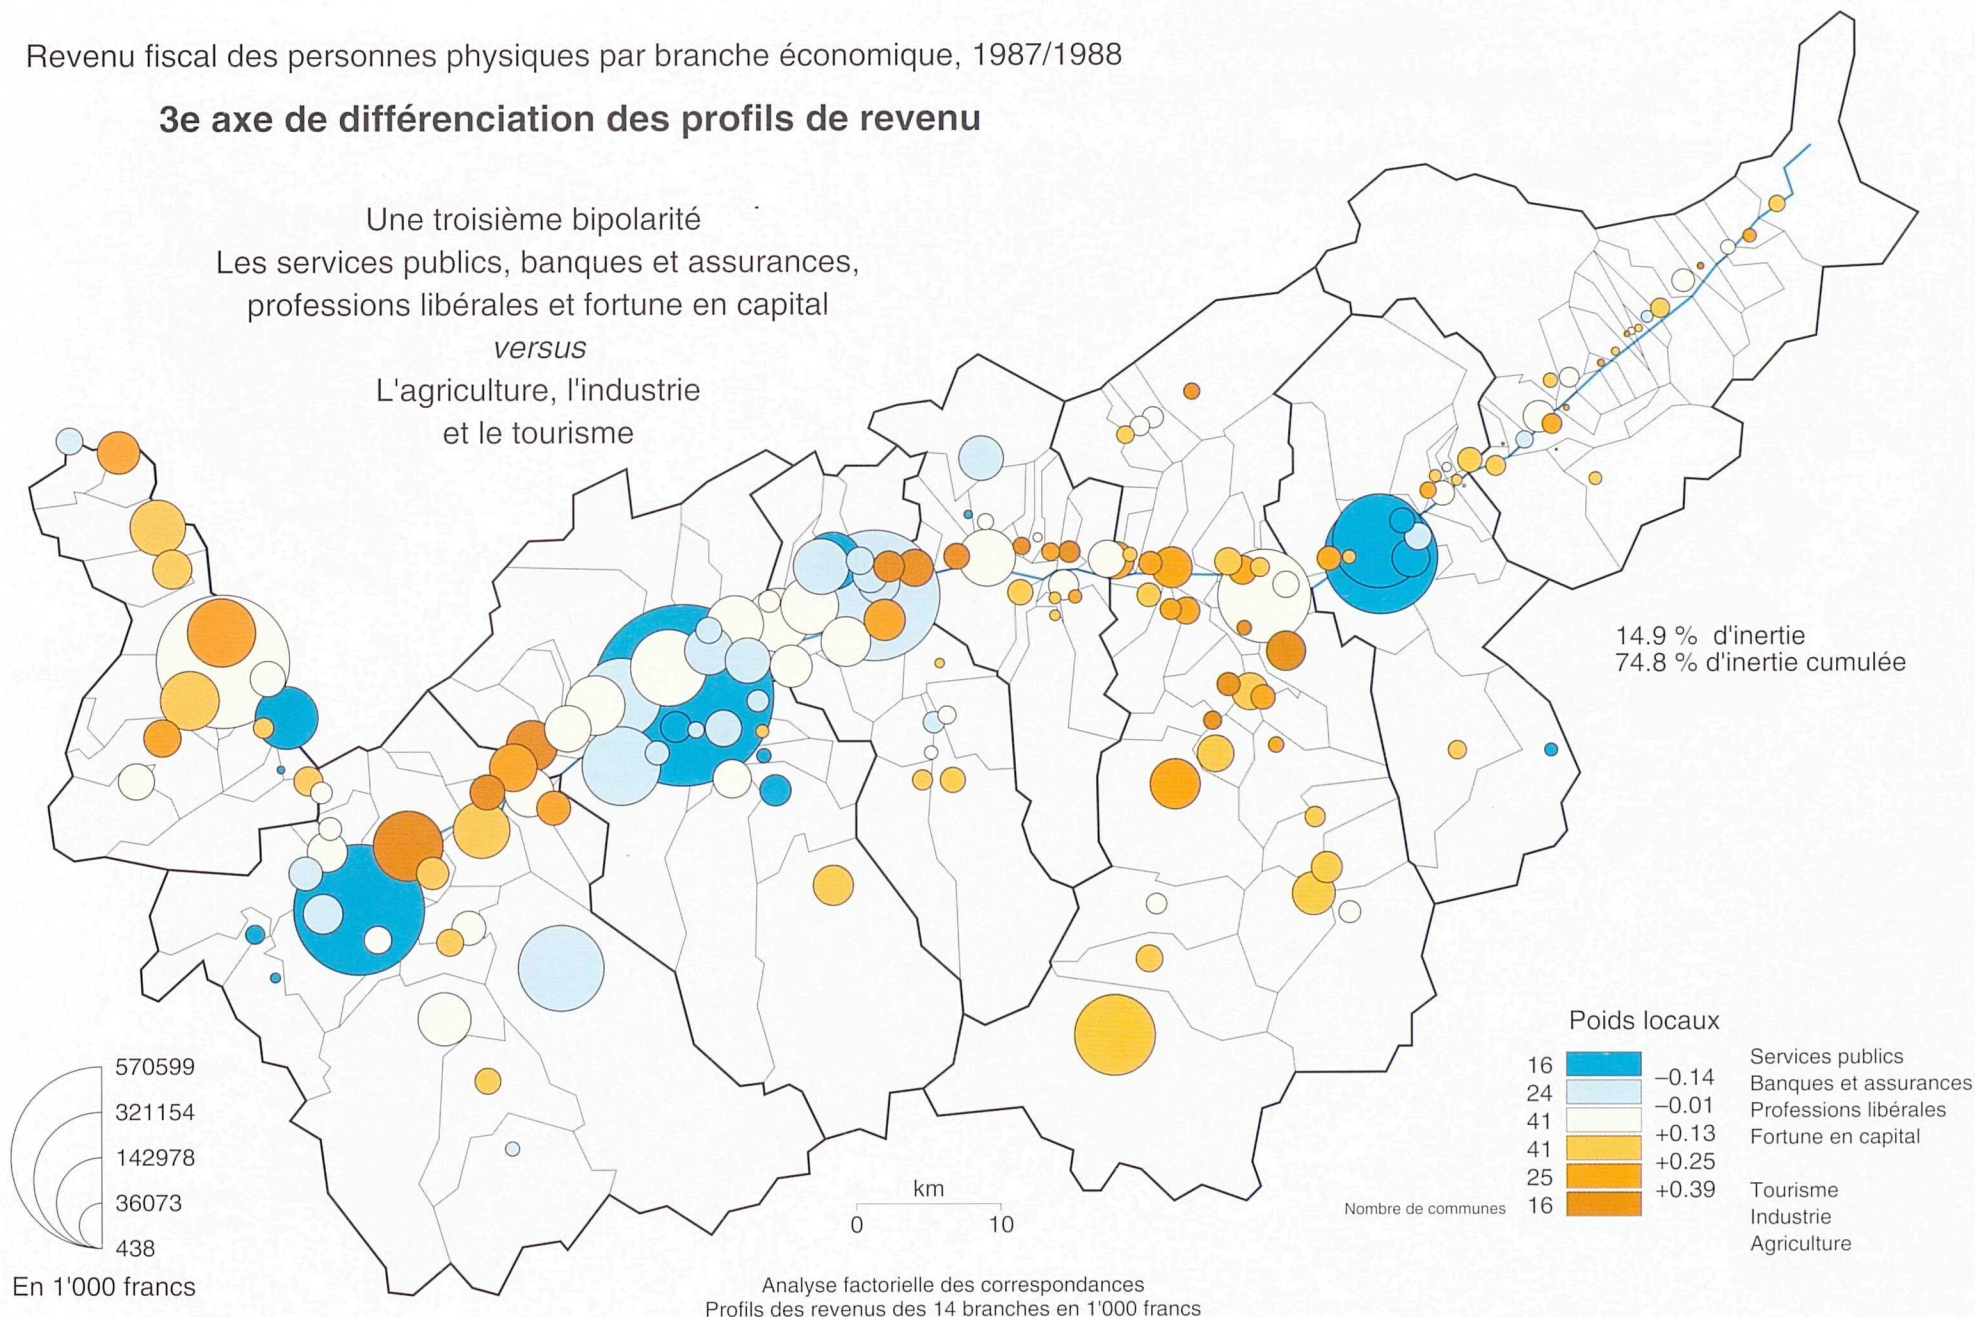 Revenu fiscal des personnes physiques par branche économique, 1987/1988
3e axe de différenciation des profils de revenu
Une troisième bipolarité
Les services publics, banques et assurances,
professions libérales et fortune en capital
versus
L'agriculture, l'industrie
et le tourisme
14.9 % d'inertie
74.8 % d'inertie cumulée
570599
321154
142978
36073
438
En 1'000 francs
km
0 10
Analyse factorielle des correspondances
Profils des revenus des 14 branches en 1'000 francs
Poids locaux
16
24
41
41
25
16
Nombre de communes
–0.14
–0.01
+0.13
+0.25
+0.39
Services publics
Banques et assurances
Professions libérales
Fortune en capital
Tourisme
Industrie
Agriculture